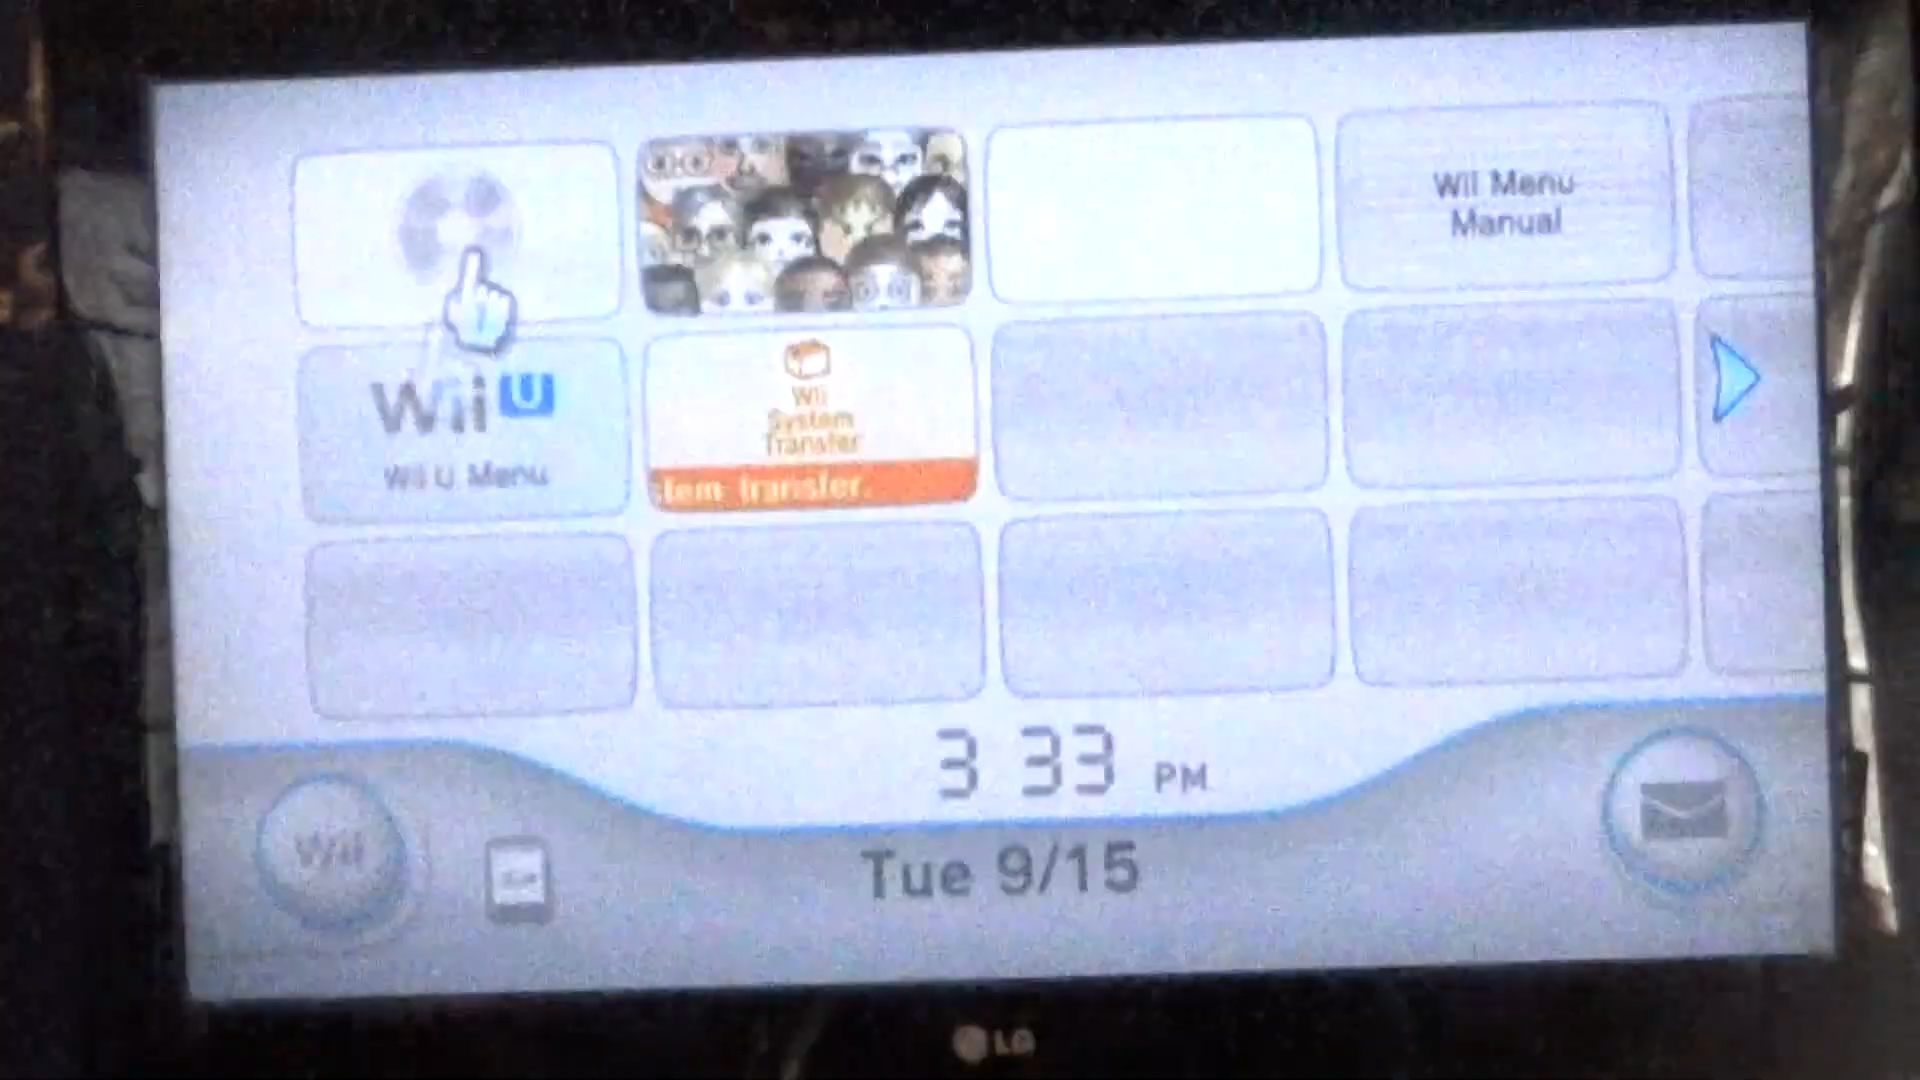 Wii Menu
Manual
Wii U
Wii U Menu
Wii
System
Transfer
tem Transfer.
3 33 PM
Wii
Tue 9/15
LG